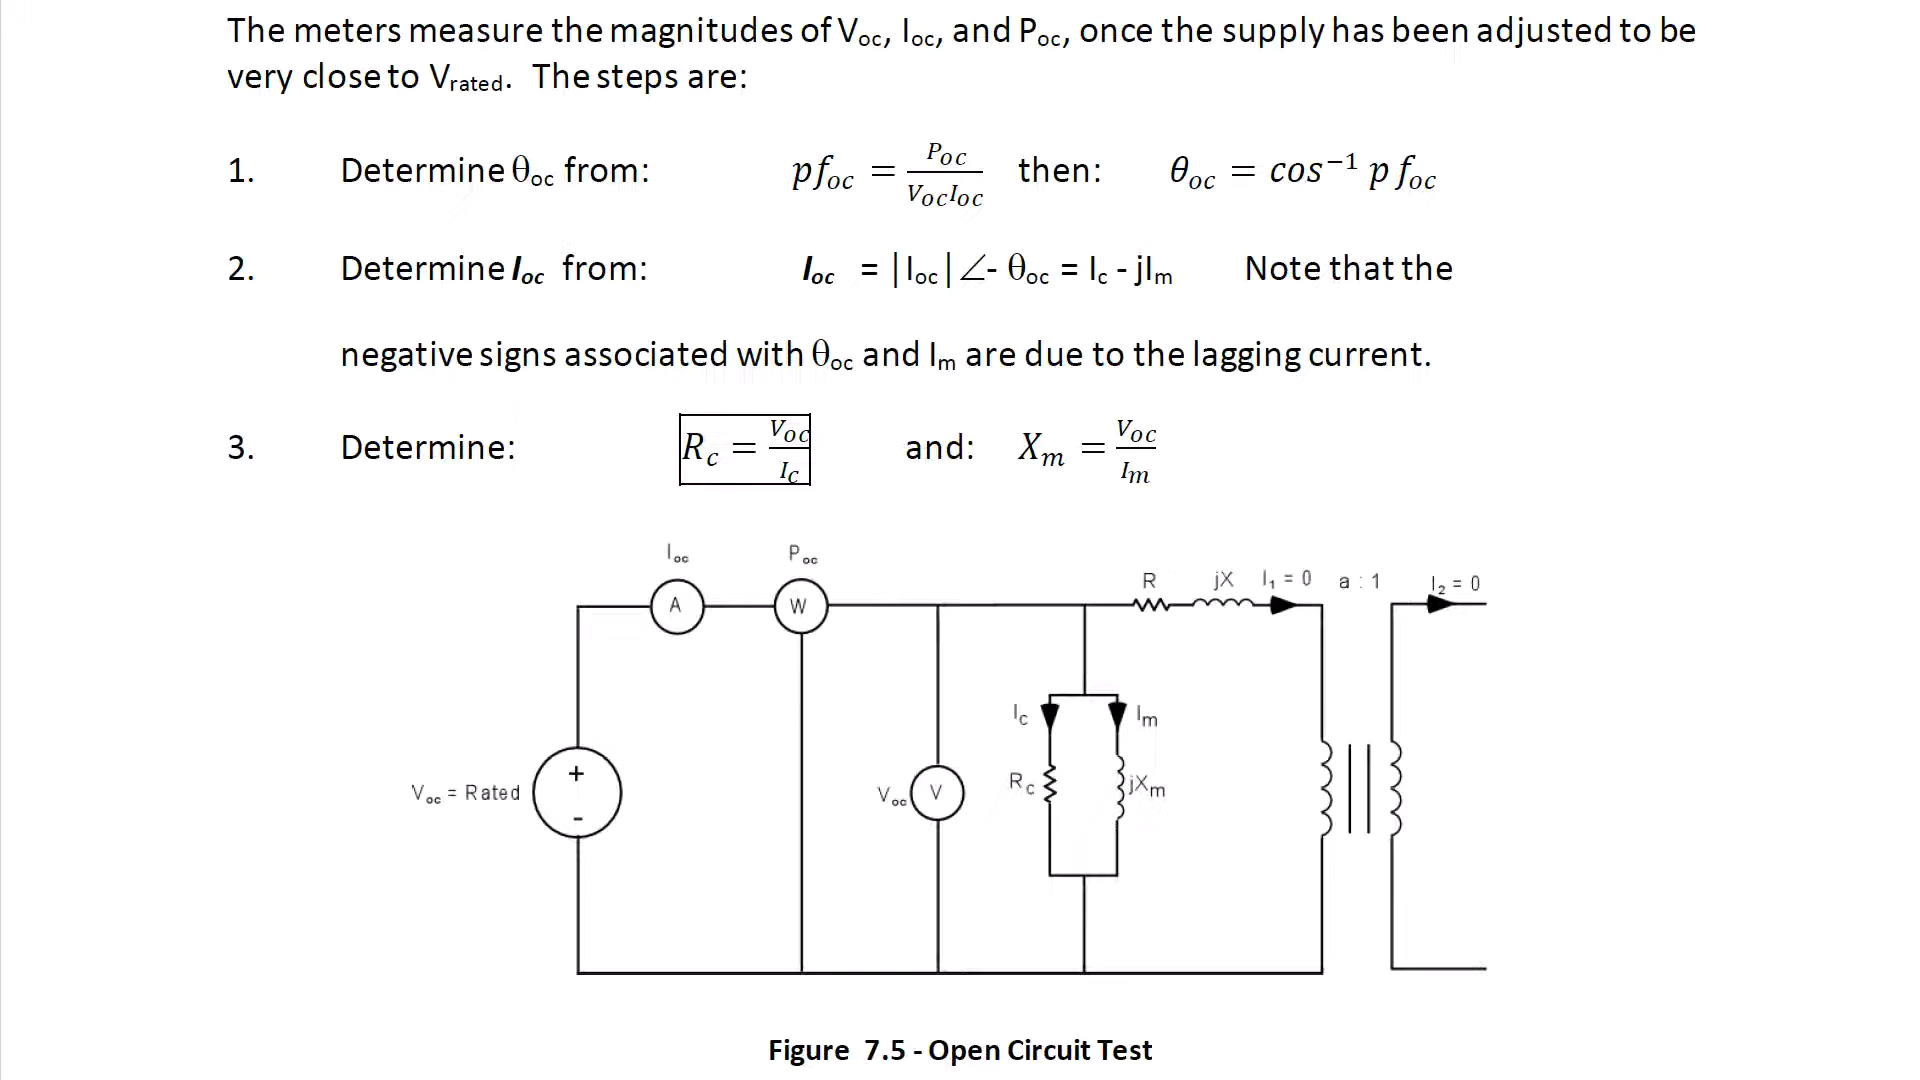 The meters measure the magnitudes of Voc, Ioc, and Poc, once the supply has been adjusted to be
very close to Vrated. The steps are:
1. Determine θoc from: pfoc = Poc / VocIoc then: θoc = cos⁻¹ pfoc
2. Determine Ioc from: Ioc = |Ioc|∠- θoc = Ic - jIm Note that the
negative signs associated with θoc and Im are due to the lagging current.
3. Determine: Rc = Voc / Ic and: Xm = Voc / Im
Ioc Poc
R jX I1 = 0 a : 1 I2 = 0
A W
Ic Im
+
Voc = Rated Voc V Rc jXm
-
Figure 7.5 - Open Circuit Test